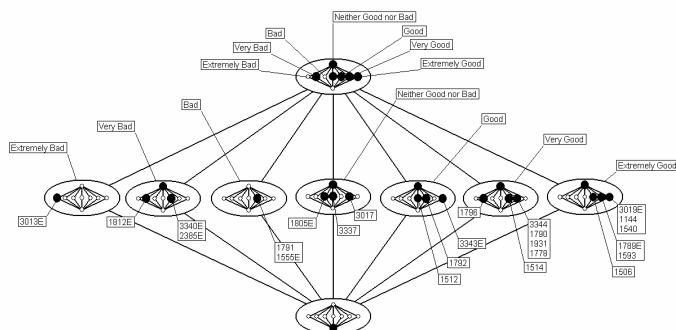 Neither Good nor Bad
Bad
Good
Very Bad
Very Good
Extremely Bad
Extremely Good
Neither Good nor Bad
Bad
Good
Very Bad
Very Good
Extremely Bad
Extremely Good
3013E
1812E
3340E
2385E
1791
1555E
1805E
3337
3017
1512
1792
3343E
1796
3344
1790
1931
1778
1514
3019E
1144
1540
1789E
1593
1506